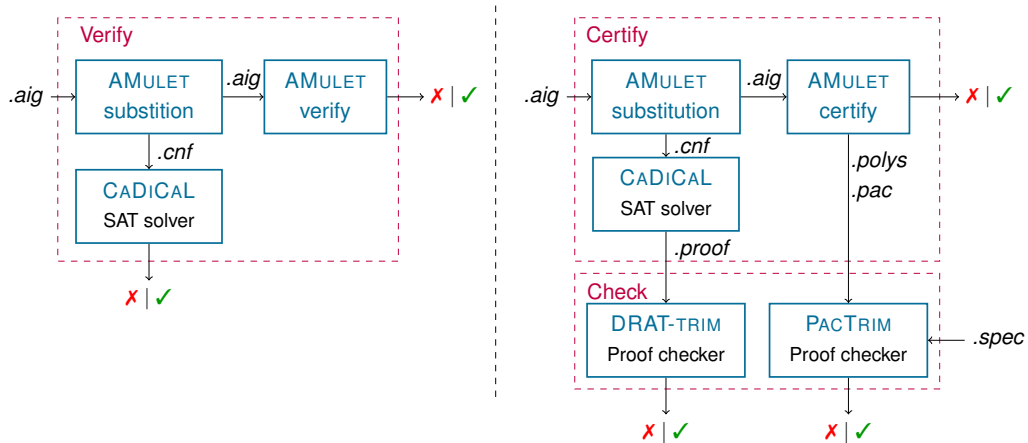 Verify
.aig
AMULET
substition
.aig
AMULET
verify
✗ | ✓
.cnf
CADICAL
SAT solver
✗ | ✓
Certify
.aig
AMULET
substitution
.aig
AMULET
certify
✗ | ✓
.cnf
CADICAL
SAT solver
.polys
.pac
.proof
Check
DRAT-TRIM
Proof checker
PACTRIM
Proof checker
.spec
✗ | ✓
✗ | ✓